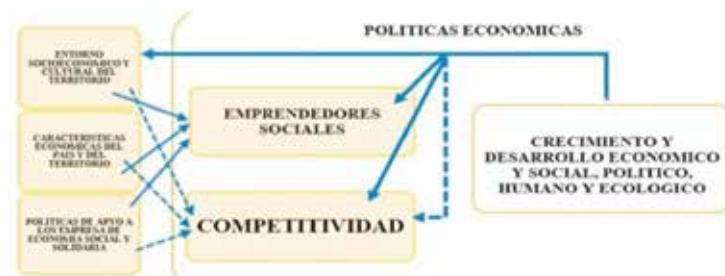 POLITICAS ECONOMICAS
ENTORNO
SOCIOECONOMICO Y
CULTURAL DEL
TERRITORIO
EMPRENDEDORES
SOCIALES
CARACTERISTICAS
ECONOMICAS DEL
PAIS Y DEL
TERRITORIO
CRECIMIENTO Y
DESARROLLO ECONOMICO
Y SOCIAL, POLITICO,
HUMANO Y ECOLOGICO
POLITICAS DE APYO A
LOS EMPRESA DE
ECONOMIA SOCIAL Y
SOLIDARIA
COMPETITIVIDAD